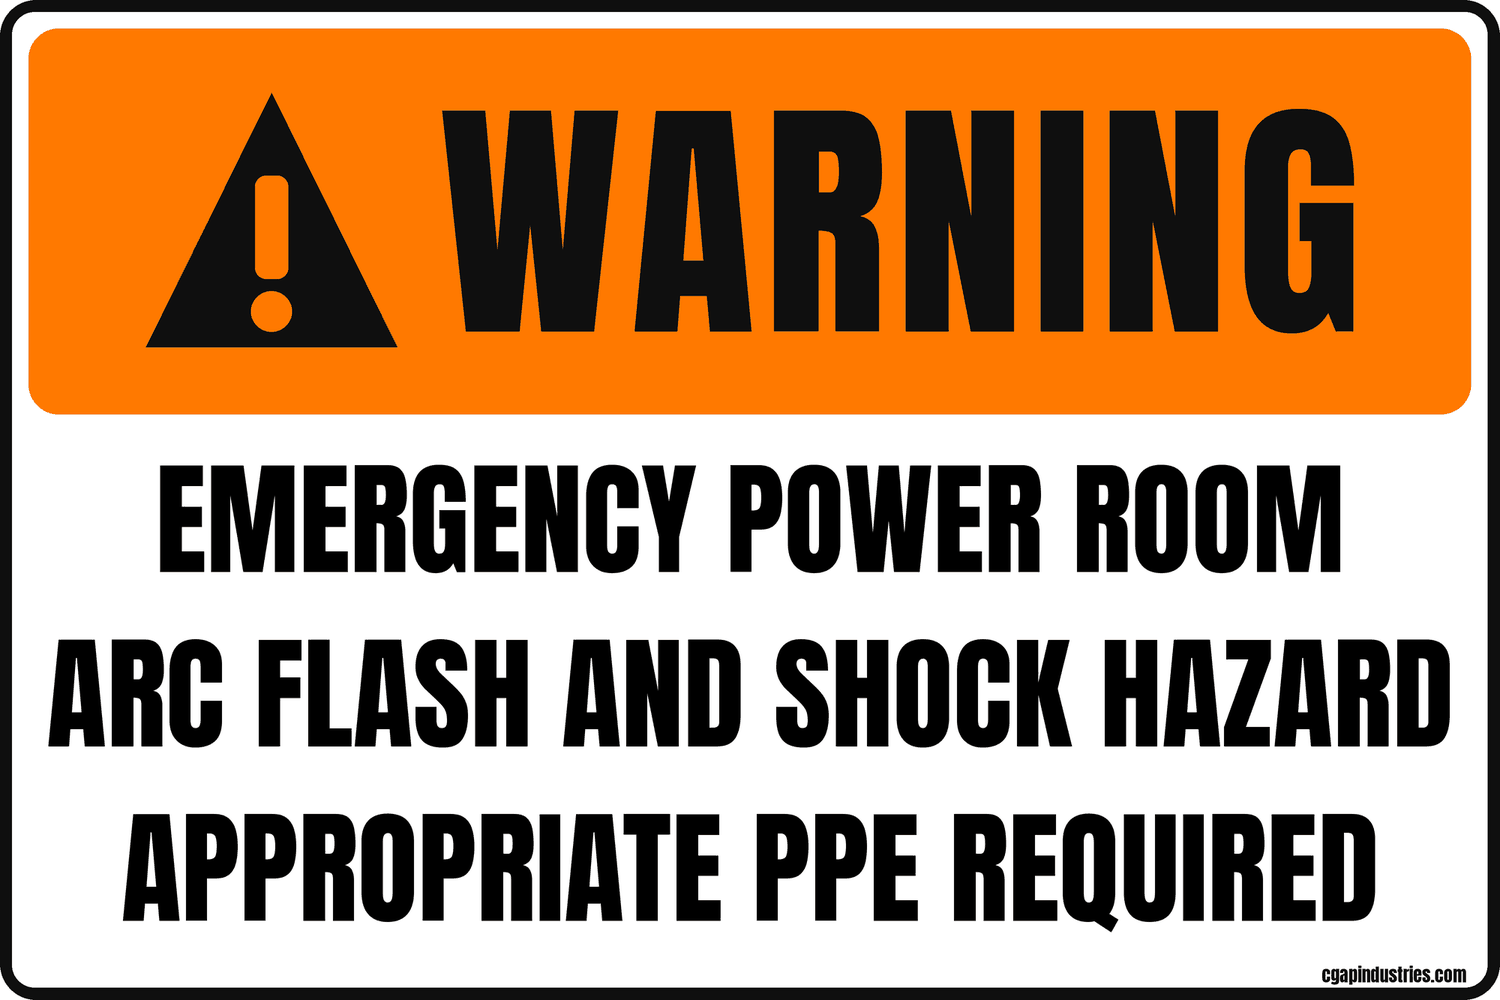 WARNING
EMERGENCY POWER ROOM
ARC FLASH AND SHOCK HAZARD
APPROPRIATE PPE REQUIRED
cgapindustries.com